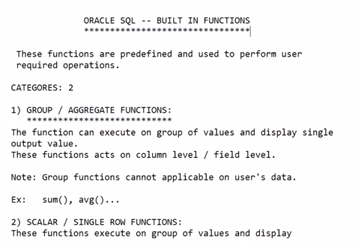 ORACLE SQL -- BUILT IN FUNCTIONS
*********************************
These functions are predefined and used to perform user
required operations.
CATEGORES: 2
1) GROUP / AGGREGATE FUNCTIONS:
*****************************
The function can execute on group of values and display single
output value.
These functions acts on column level / field level.
Note: Group functions cannot applicable on user's data.
Ex: sum(), avg()...
2) SCALAR / SINGLE ROW FUNCTIONS:
These functions execute on group of values and display